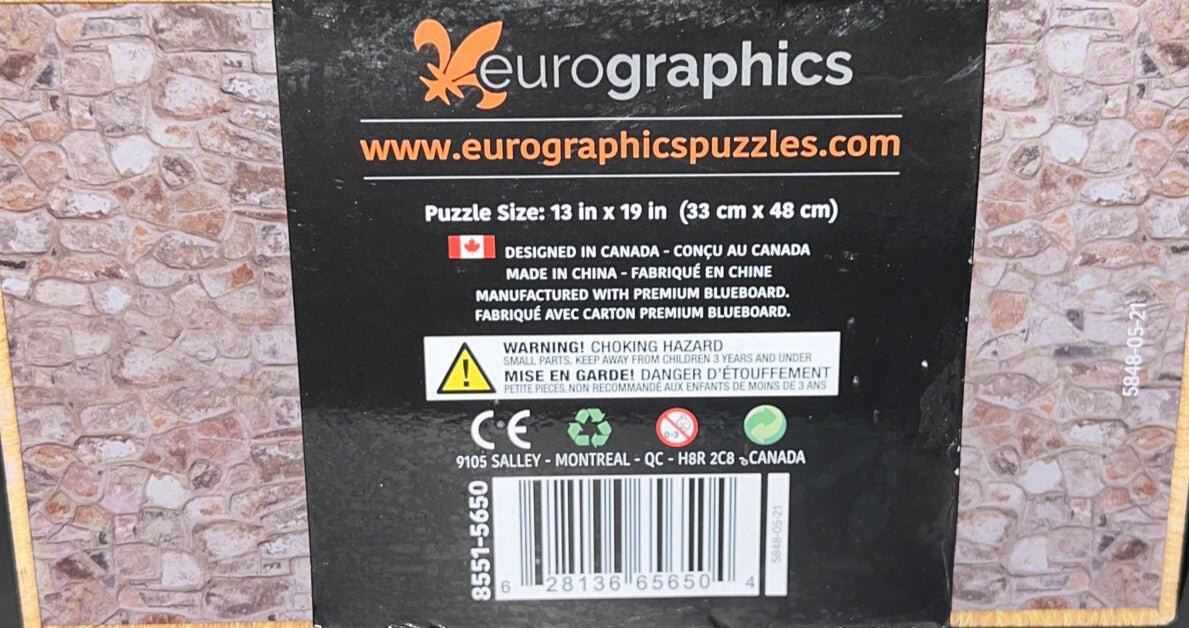 eurographics
www.eurographicspuzzles.com
Puzzle Size: 13 in x 19 in (33 cm x 48 cm)
DESIGNED IN CANADA - CONÇU AU CANADA
MADE IN CHINA - FABRIQUÉ EN CHINE
MANUFACTURED WITH PREMIUM BLUEBOARD.
FABRIQUÉ AVEC CARTON PREMIUM BLUEBOARD.
WARNING! CHOKING HAZARD
SMALL PARTS. KEEP AWAY FROM CHILDREN 3 YEARS AND UNDER
MISE EN GARDE! DANGER D'ÉTOUFFEMENT
PETITE PIECES. NON RECOMMANDÉ AUX ENFANTS DE MOINS DE 3 ANS
CE
0-3
9105 SALLEY - MONTREAL - QC - H8R 2C8 - CANADA
8551-5650
6 28136 65650 4
5848-05-21
5848-05-21